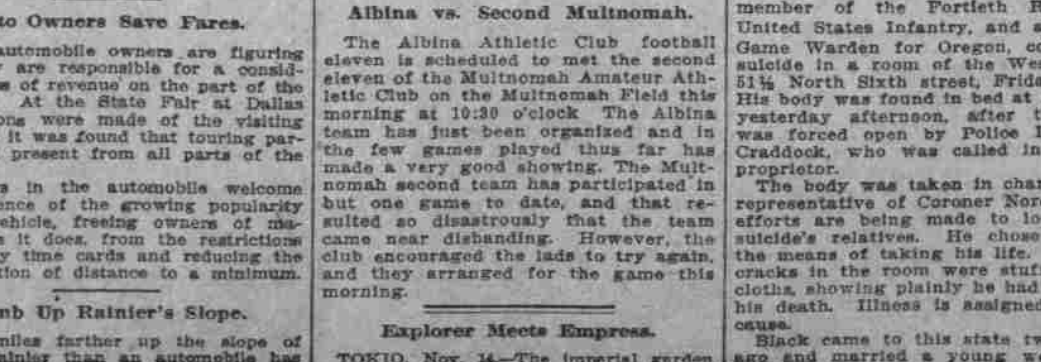 to Owners Save Fares.
automobile owners are figuring
are responsible for a consid-
of revenue on the part of the
At the State Fair at Dallas
were made of the visiting
it was found that touring par-
present from all parts of the
in the automobile welcome
of the growing popularity
freeing owners of ma-
it does, from the restrictions
time cards and reducing the
of distance to a minimum.
Up Rainier's Slope.
farther up the slope of
than an automobile has
Albina vs. Second Multnomah.
The Albina Athletic Club football
eleven is scheduled to met the second
eleven of the Multnomah Amateur Ath-
letic Club on the Multnomah Field this
morning at 10:30 o'clock The Albina
team has just been organized and in
the few games played thus far has
made a very good showing. The Mult-
nomah second team has participated in
but one game to date, and that re-
sulted so disastrously that the team
came near disbanding. However, the
club encouraged the lads to try again,
and they arranged for the game this
morning.
Explorer Meets Empress.
TOKIO, Nov. 14.—The imperial garden
member of the Fortieth
United States Infantry, and
Game Warden for Oregon,
suicide in a room of the
51½ North Sixth street,
His body was found in bed at
yesterday afternoon, after
was forced open by Police
Craddock, who was called in
proprietor.
The body was taken in
representative of Coroner
efforts are being made to
suicide's relatives. He chose
the means of taking his life.
cracks in the room were
cloths, showing plainly he had
his death. Illness is assigned
cause.
Black came to this state
ago and married a young